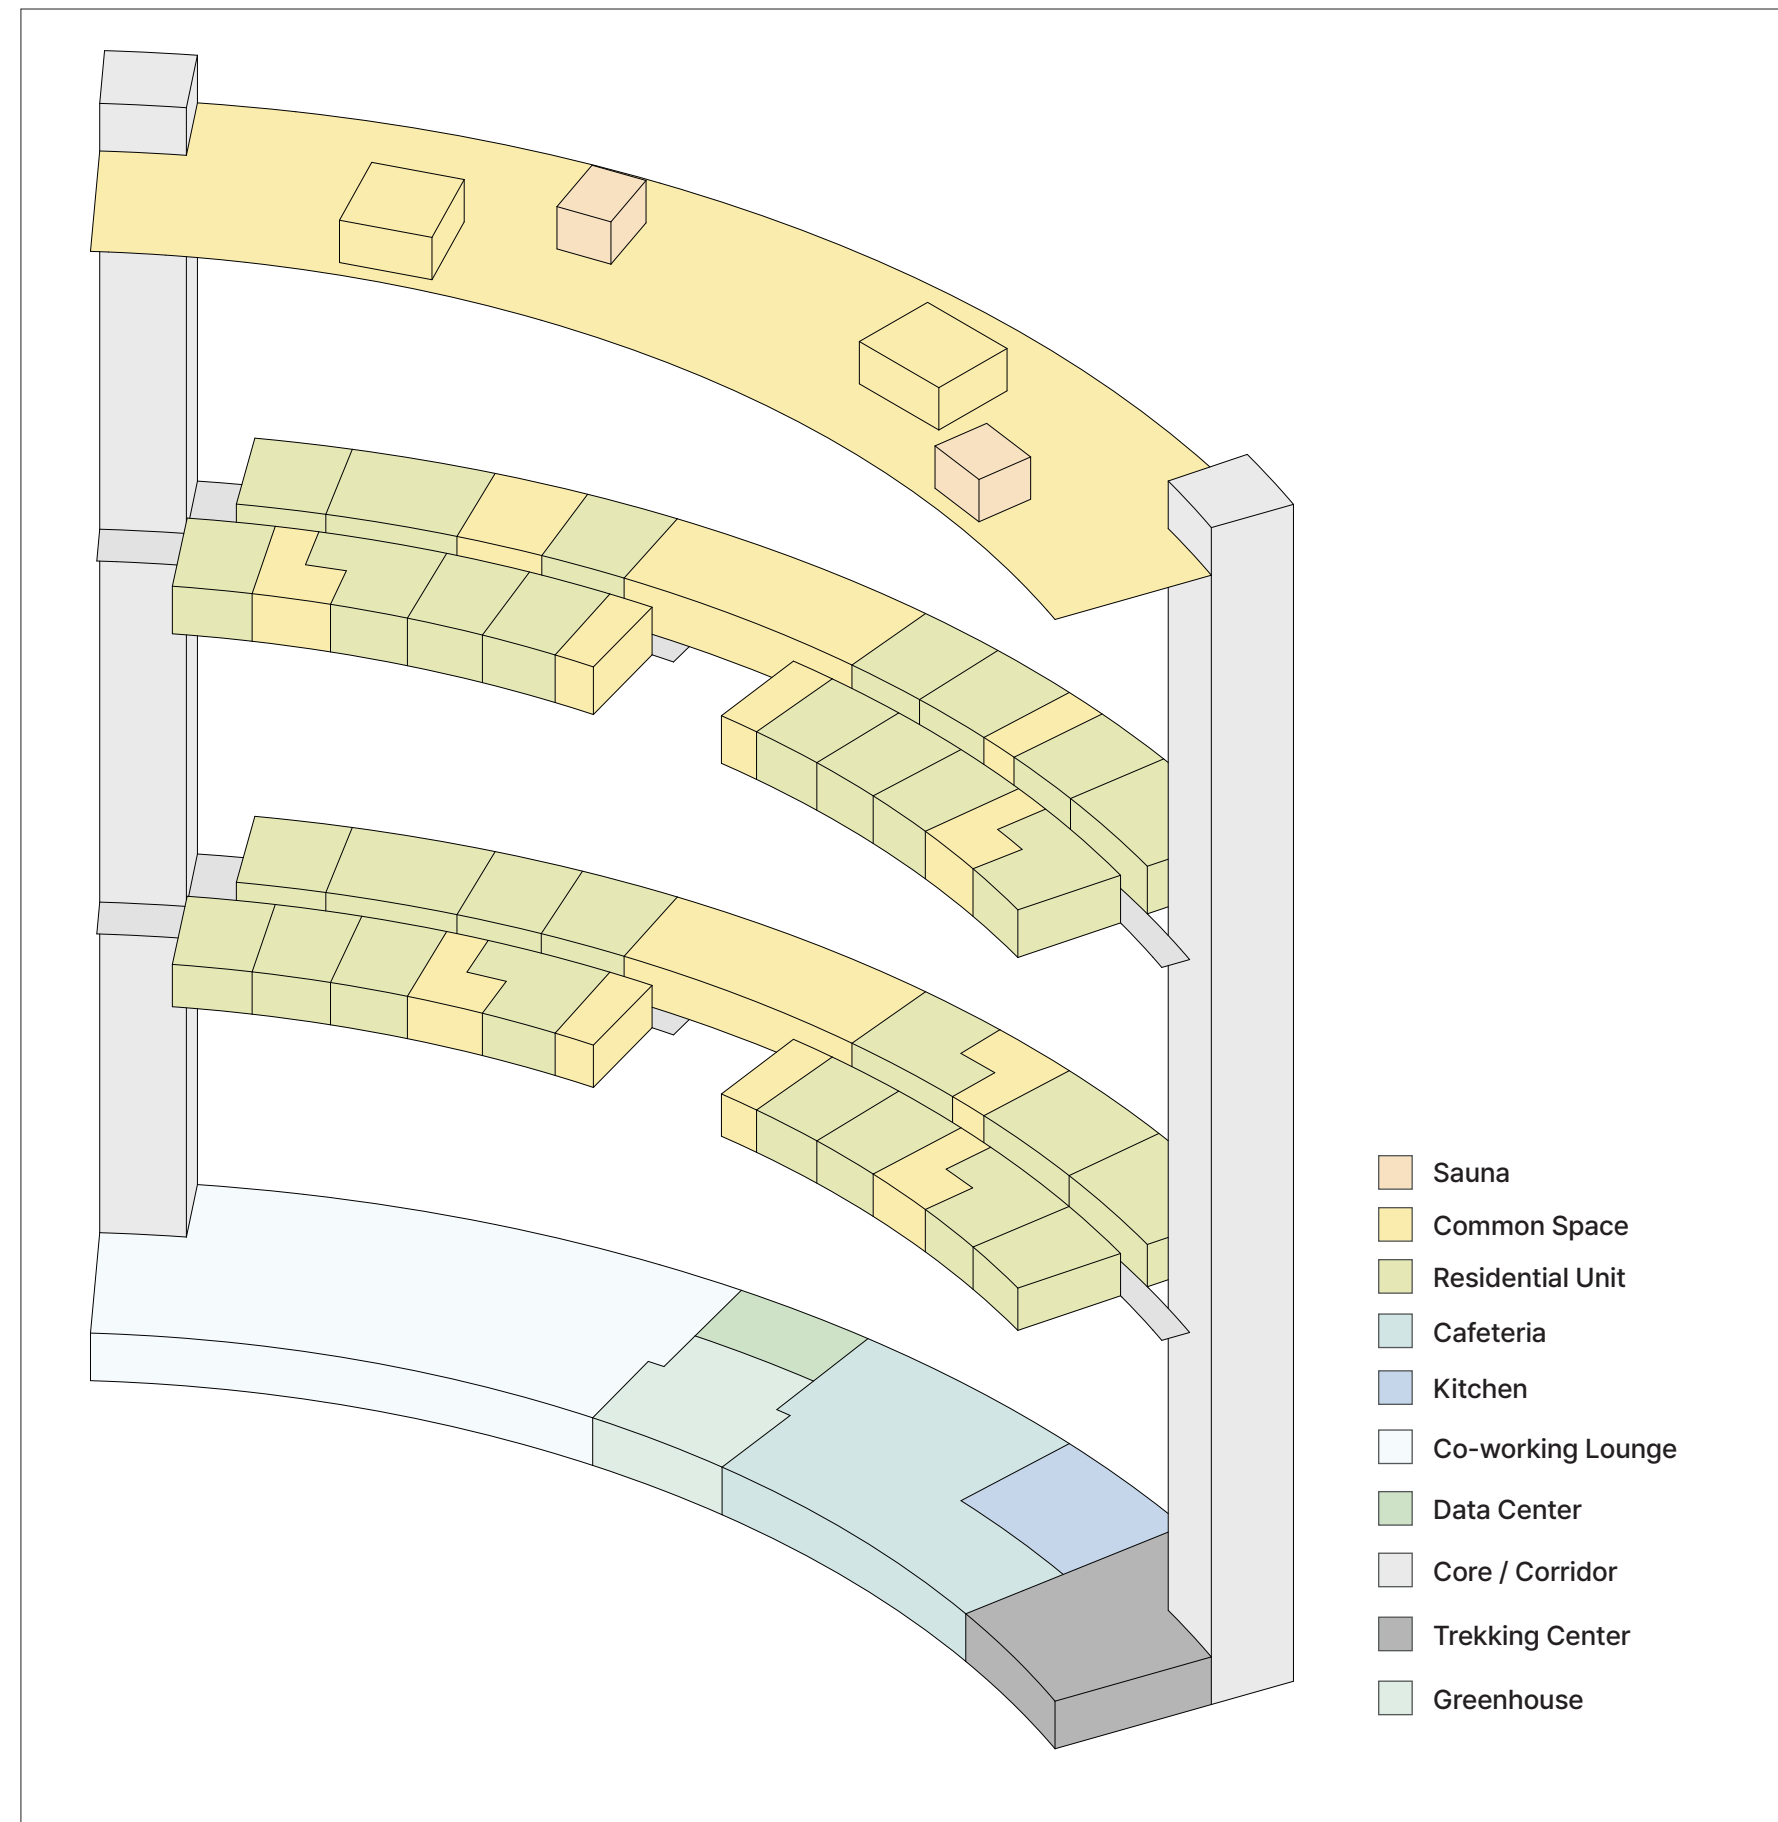 Sauna
Common Space
Residential Unit
Cafeteria
Kitchen
Co-working Lounge
Data Center
Core / Corridor
Trekking Center
Greenhouse